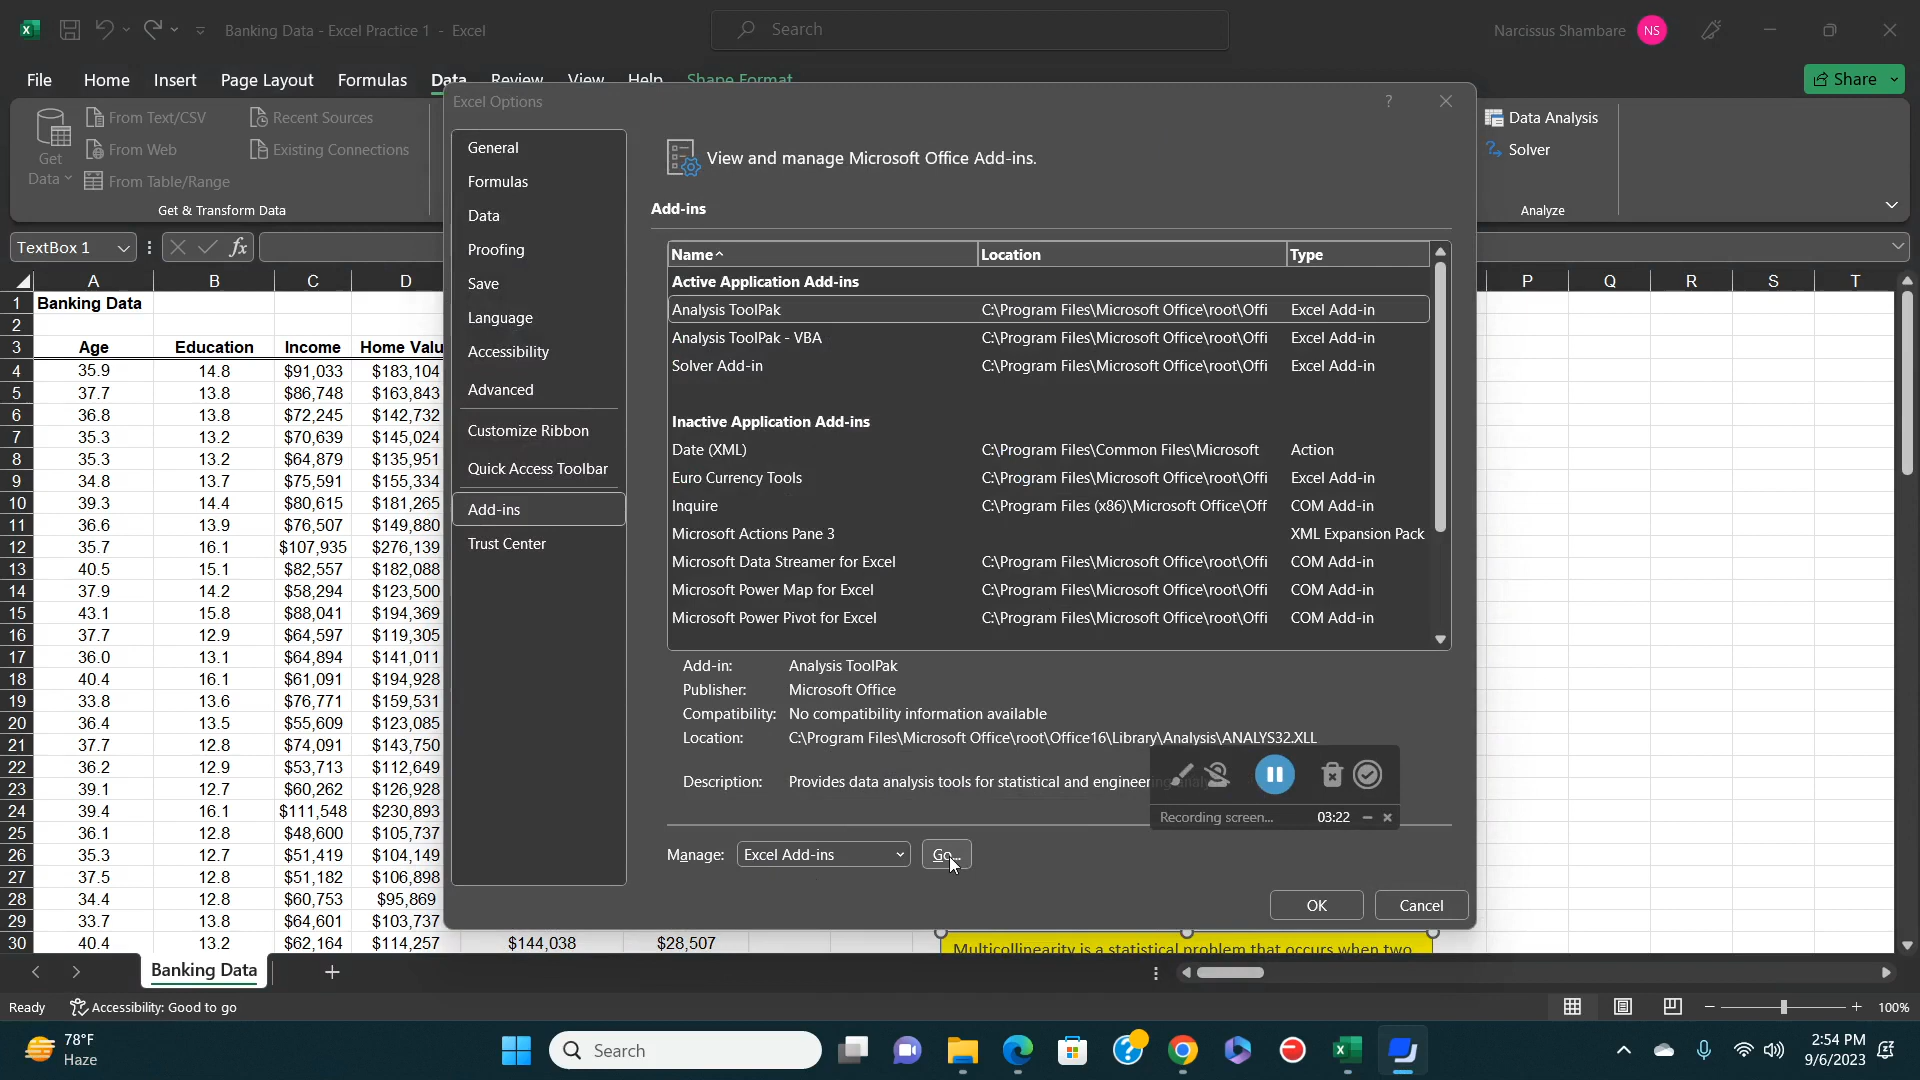 Banking Data - Excel Practice 1 - Excel
Search
Narcissus Shambare
NS
File Home Insert Page Layout Formulas Data Review View Help Shape Format
Share
Get Data
From Text/CSV
From Web
From Table/Range
Recent Sources
Existing Connections
Get & Transform Data
Data Analysis
Solver
Analyze
TextBox 1
fx
A B C D P Q R S T
1 Banking Data
2
3 Age Education Income Home Valu
4 35.9 14.8 $91,033 $183,104
5 37.7 13.8 $86,748 $163,843
6 36.8 13.8 $72,245 $142,732
7 35.3 13.2 $70,639 $145,024
8 35.3 13.2 $64,879 $135,951
9 34.8 13.7 $75,591 $155,334
10 39.3 14.4 $80,615 $181,265
11 36.6 13.9 $76,507 $149,880
12 35.7 16.1 $107,935 $276,139
13 40.5 15.1 $82,557 $182,088
14 37.9 14.2 $58,294 $123,500
15 43.1 15.8 $88,041 $194,369
16 37.7 12.9 $64,597 $119,305
17 36.0 13.1 $64,894 $141,011
18 40.4 16.1 $61,091 $194,928
19 33.8 13.6 $76,771 $159,531
20 36.4 13.5 $55,609 $123,085
21 37.7 12.8 $74,091 $143,750
22 36.2 12.9 $53,713 $112,649
23 39.1 12.7 $60,262 $126,928
24 39.4 16.1 $111,548 $230,893
25 36.1 12.8 $48,600 $105,737
26 35.3 12.7 $51,419 $104,149
27 37.5 12.8 $51,182 $106,898
28 34.4 12.8 $60,753 $95,869
29 33.7 13.8 $64,601 $103,737
30 40.4 13.2 $62,164 $114,257 $144,038 $28,507
Multicollinearity is a statistical problem that occurs when two
Excel Options
?
General
Formulas
Data
Proofing
Save
Language
Accessibility
Advanced
Customize Ribbon
Quick Access Toolbar
Add-ins
Trust Center
View and manage Microsoft Office Add-ins.
Add-ins
Name Location Type
Active Application Add-ins
Analysis ToolPak C:\Program Files\Microsoft Office\root\Offi Excel Add-in
Analysis ToolPak - VBA C:\Program Files\Microsoft Office\root\Offi Excel Add-in
Solver Add-in C:\Program Files\Microsoft Office\root\Offi Excel Add-in
Inactive Application Add-ins
Date (XML) C:\Program Files\Common Files\Microsoft Action
Euro Currency Tools C:\Program Files\Microsoft Office\root\Offi Excel Add-in
Inquire C:\Program Files (x86)\Microsoft Office\Off COM Add-in
Microsoft Actions Pane 3 XML Expansion Pack
Microsoft Data Streamer for Excel C:\Program Files\Microsoft Office\root\Offi COM Add-in
Microsoft Power Map for Excel C:\Program Files\Microsoft Office\root\Offi COM Add-in
Microsoft Power Pivot for Excel C:\Program Files\Microsoft Office\root\Offi COM Add-in
Add-in: Analysis ToolPak
Publisher: Microsoft Office
Compatibility: No compatibility information available
Location: C:\Program Files\Microsoft Office\root\Office16\Library\Analysis\ANALYS32.XLL
Description: Provides data analysis tools for statistical and engineering
Recording screen... 03:22
Manage: Excel Add-ins Go...
OK Cancel
Banking Data
Ready Accessibility: Good to go 100%
78°F
Haze
Search
2:54 PM
9/6/2023